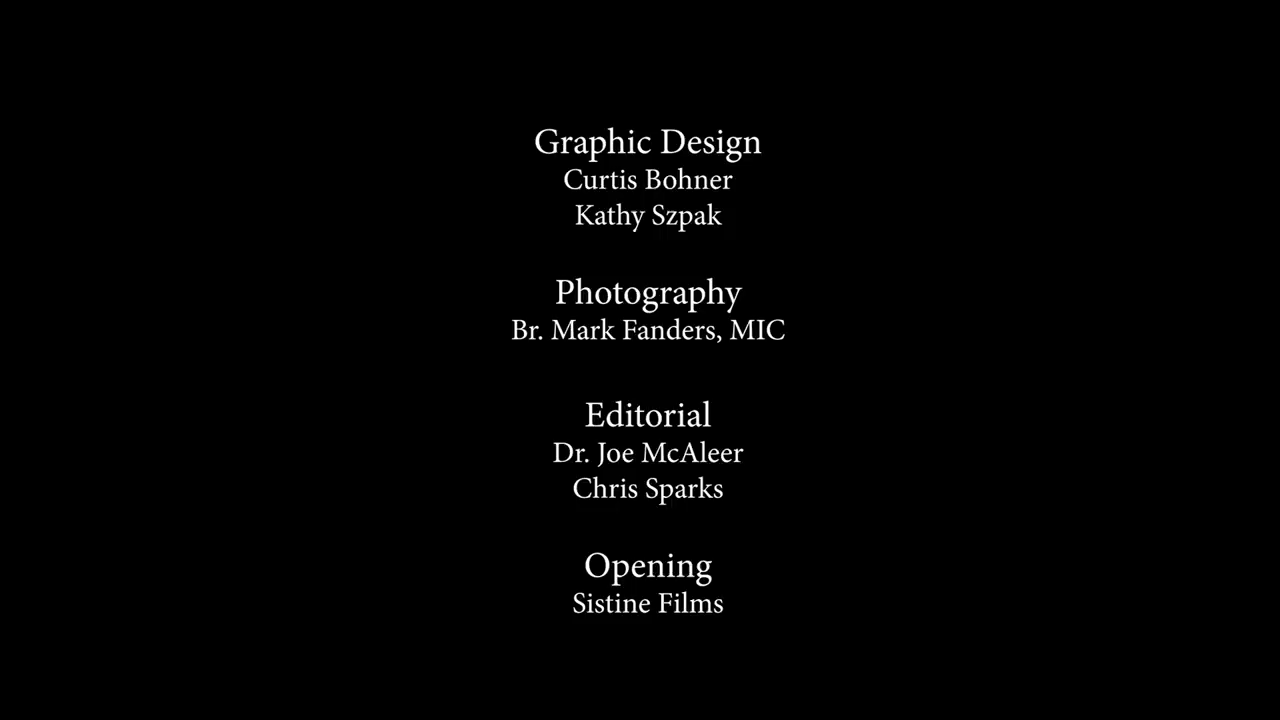 Graphic Design
Curtis Bohner
Kathy Szpak
Photography
Br. Mark Fanders, MIC
Editorial
Dr. Joe McAleer
Chris Sparks
Opening
Sistine Films